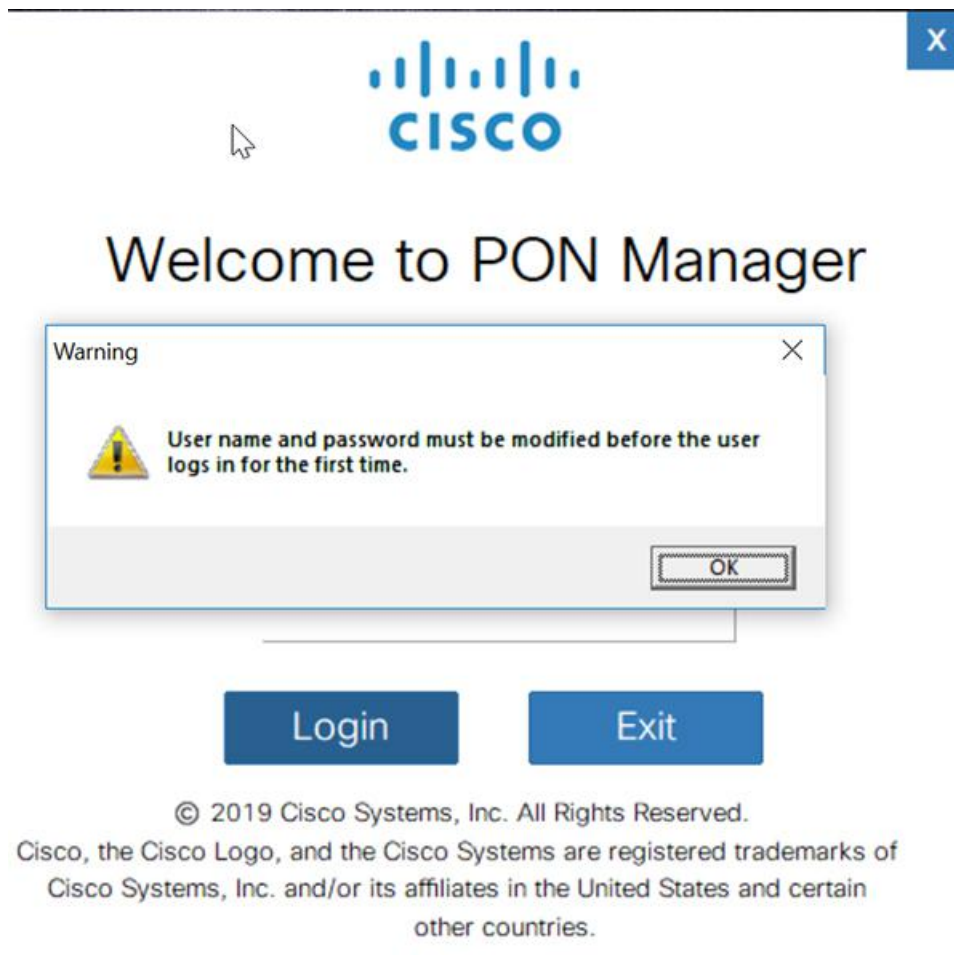 X
CISCO
Welcome to PON Manager
Warning
User name and password must be modified before the user
logs in for the first time.
OK
Login
Exit
© 2019 Cisco Systems, Inc. All Rights Reserved.
Cisco, the Cisco Logo, and the Cisco Systems are registered trademarks of
Cisco Systems, Inc. and/or its affiliates in the United States and certain
other countries.